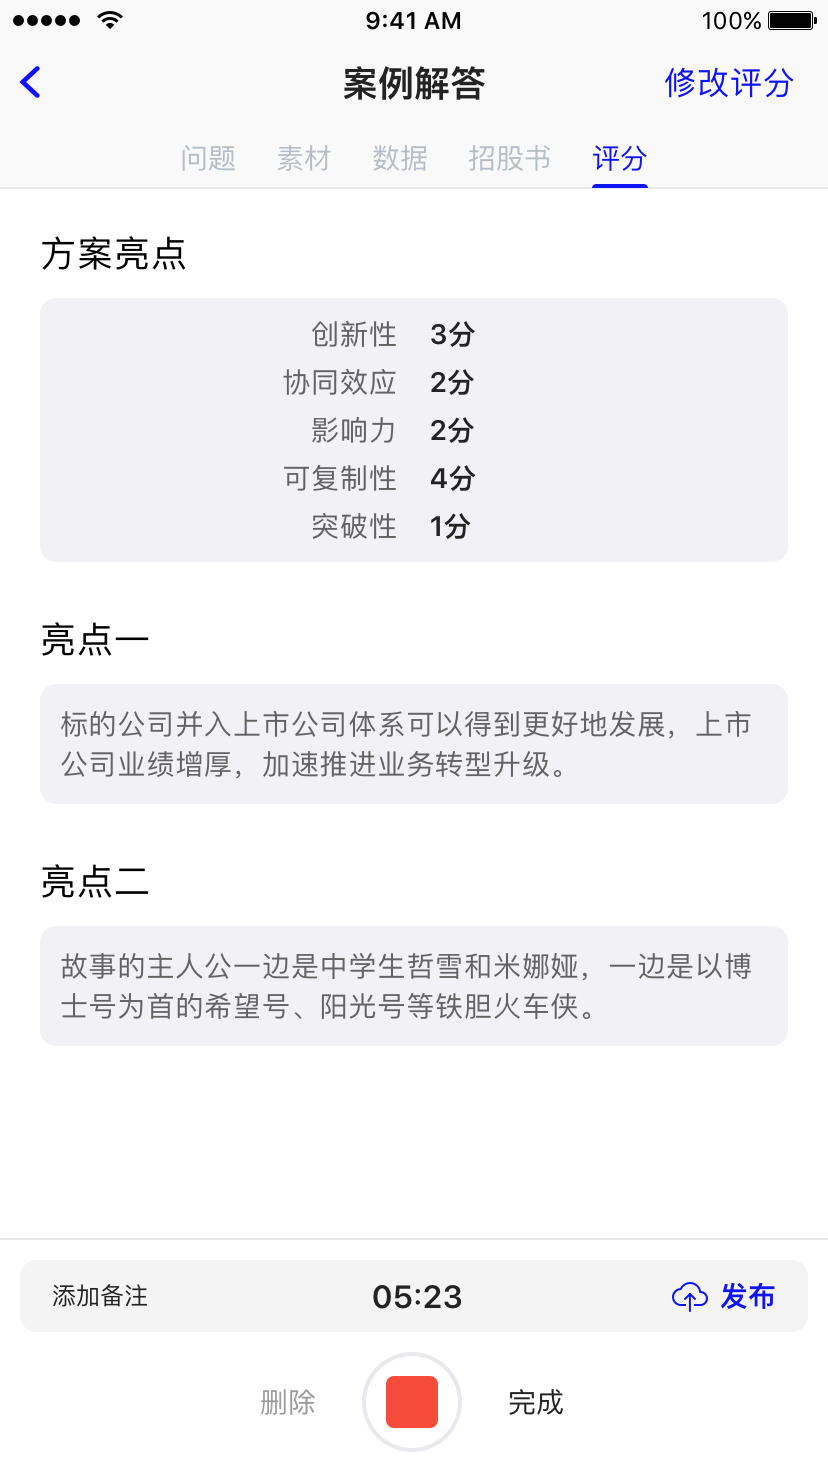 9:41 AM 100%
案例解答 修改评分
问题 素材 数据 招股书 评分
方案亮点
创新性 3分
协同效应 2分
影响力 2分
可复制性 4分
突破性 1分
亮点一
标的公司并入上市公司体系可以得到更好地发展，上市
公司业绩增厚，加速推进业务转型升级。
亮点二
故事的主人公一边是中学生哲雪和米娜娅，一边是以博
士号为首的希望号、阳光号等铁胆火车侠。
添加备注 05:23 发布
删除 完成